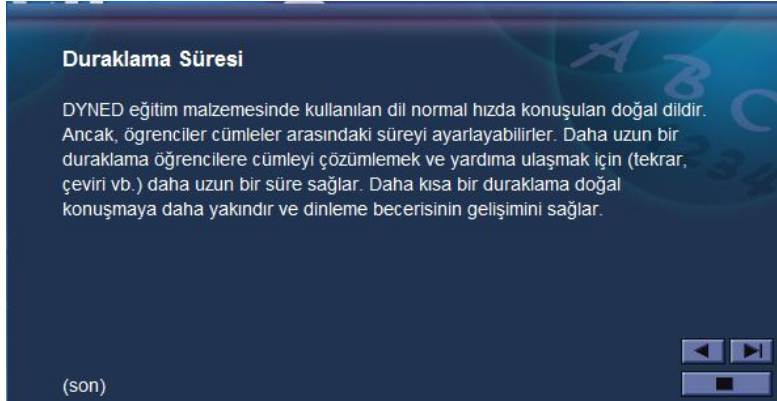 Duraklama Süresi
DYNED eğitim malzemesinde kullanılan dil normal hızda konuşulan doğal dildir.
Ancak, ögrenciler cümleler arasındaki süreyi ayarlayabilirler. Daha uzun bir
duraklama öğrencilere cümleyi çözümlemek ve yardıma ulaşmak için (tekrar,
çeviri vb.) daha uzun bir süre sağlar. Daha kısa bir duraklama doğal
konuşmaya daha yakındır ve dinleme becerisinin gelişimini sağlar.
(son)
A B C
1234